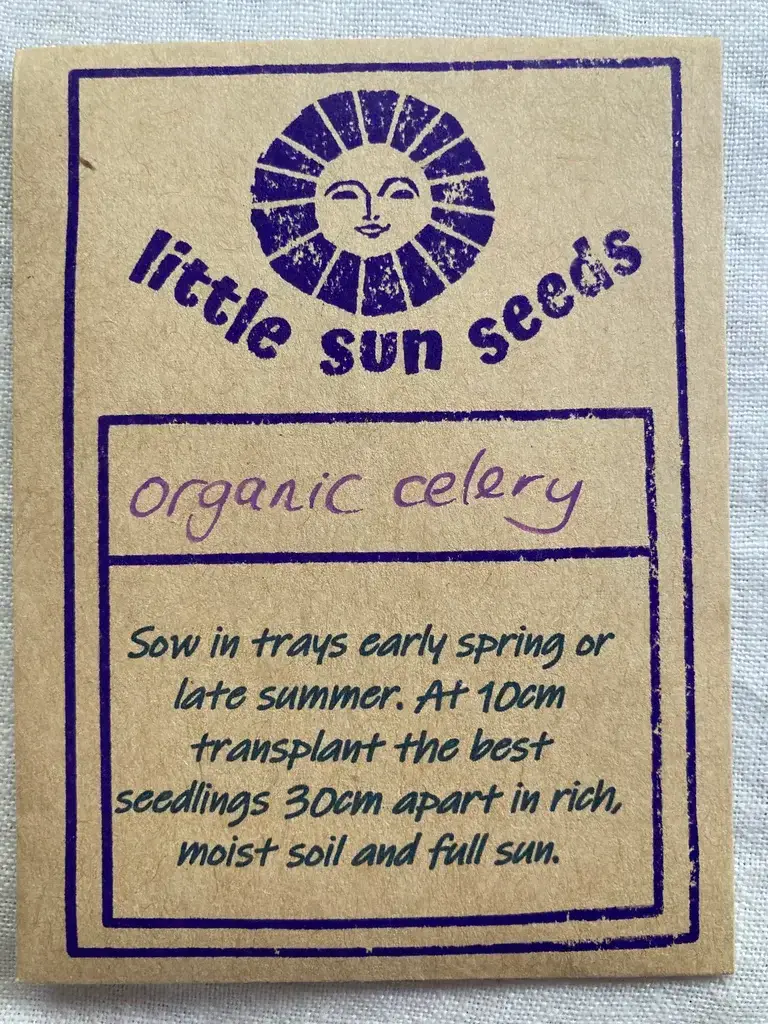 little sun seeds
organic celery
Sow in trays early spring or
late summer. At 10cm
transplant the best
seedlings 30cm apart in rich,
moist soil and full sun.